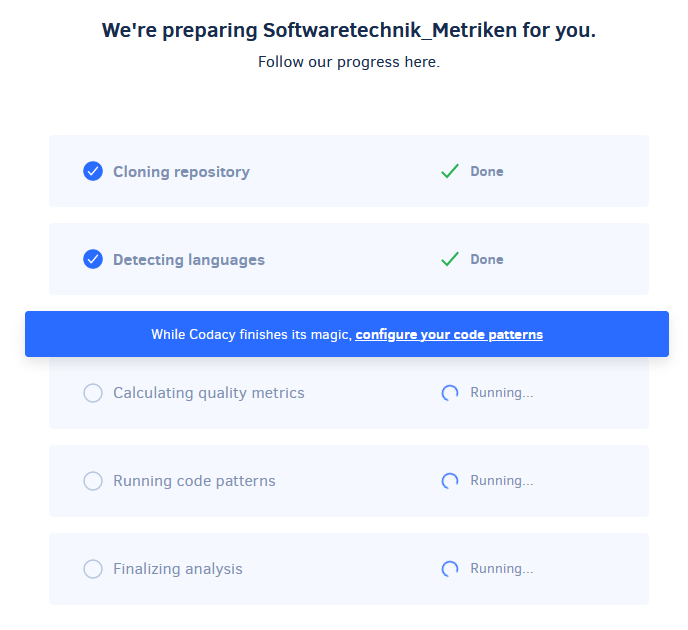 We're preparing Softwaretechnik_Metriken for you.
Follow our progress here.
Cloning repository Done
Detecting languages Done
While Codacy finishes its magic, configure your code patterns
Calculating quality metrics Running...
Running code patterns Running...
Finalizing analysis Running...